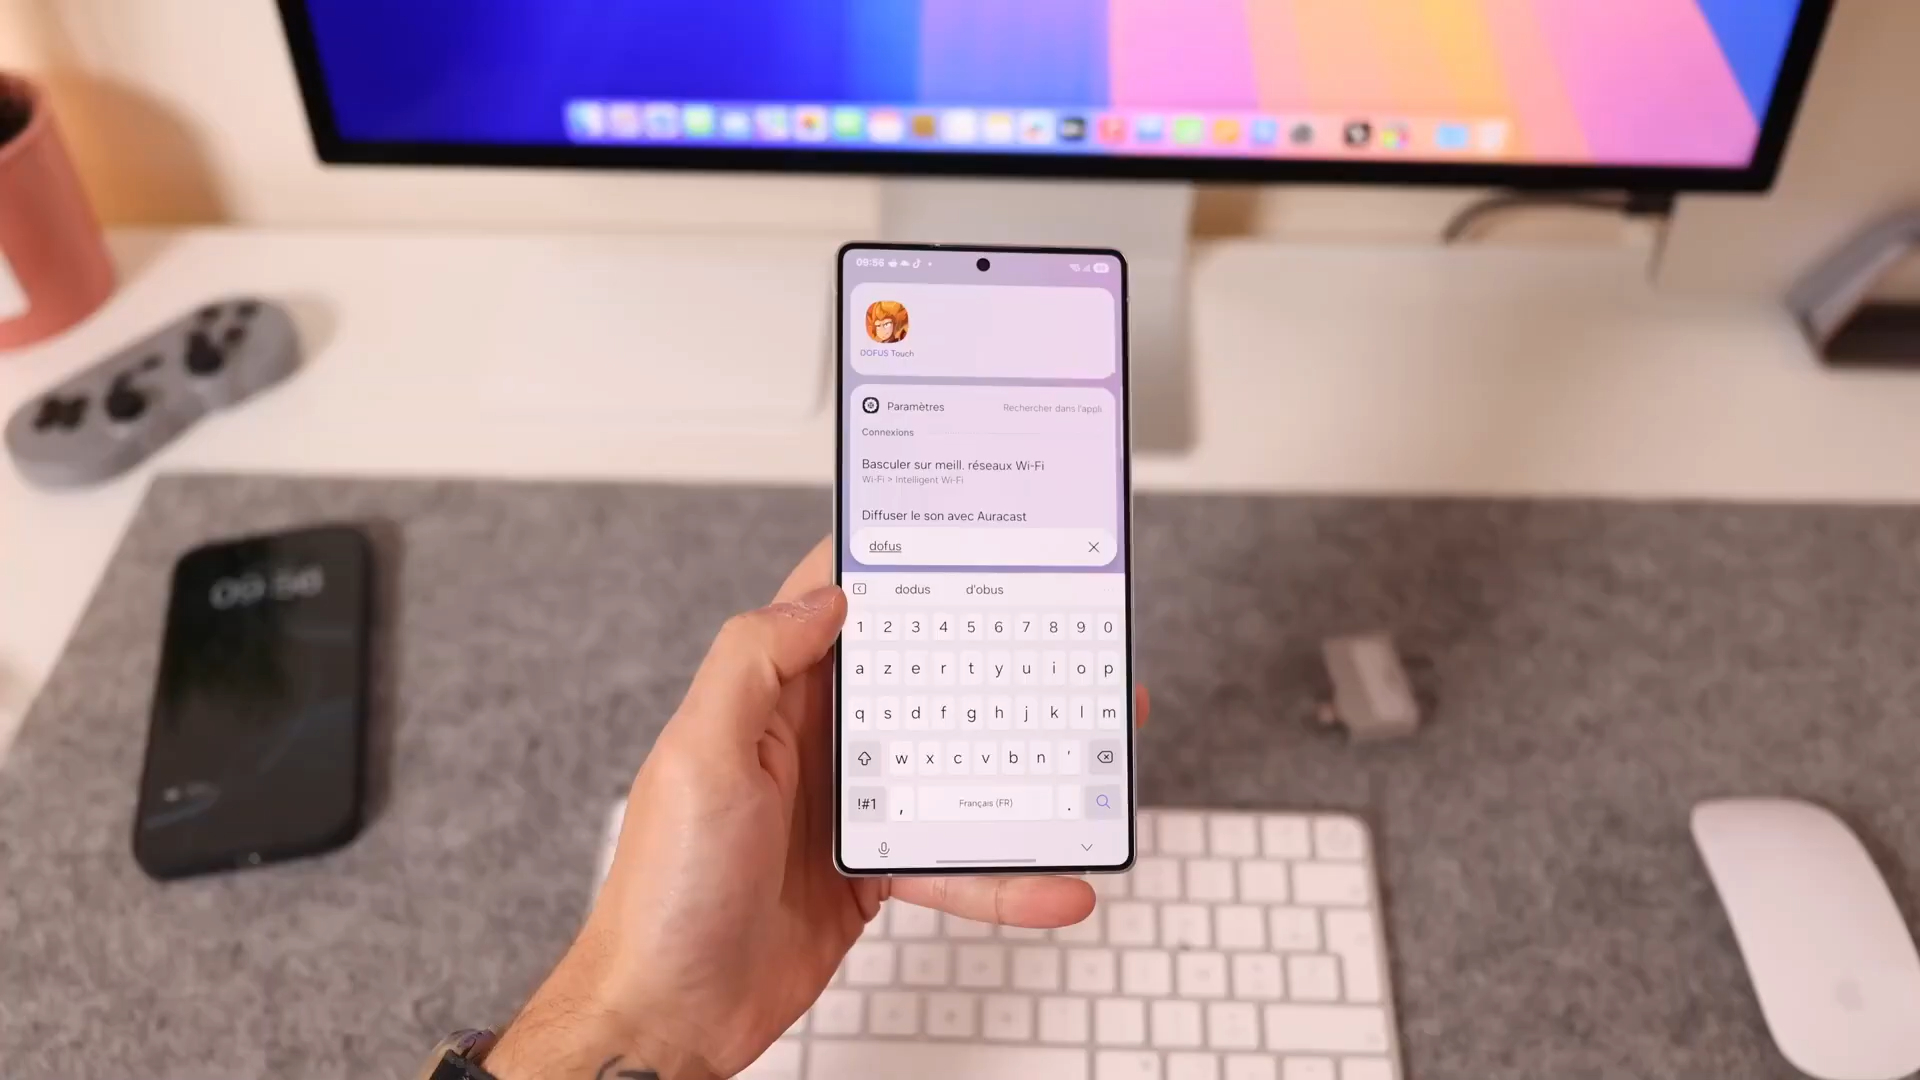 09:56
DOFUS Touch
Paramètres
Rechercher dans l'appli
Connexions
Basculer sur meill. réseaux Wi-Fi
Wi-Fi > Intelligent Wi-Fi
Diffuser le son avec Auracast
dofus
dodus d'obus
1 2 3 4 5 6 7 8 9 0
a z e r t y u i o p
q s d f g h j k l m
w x c v b n '
!#1 , Français (FR) .
09:56